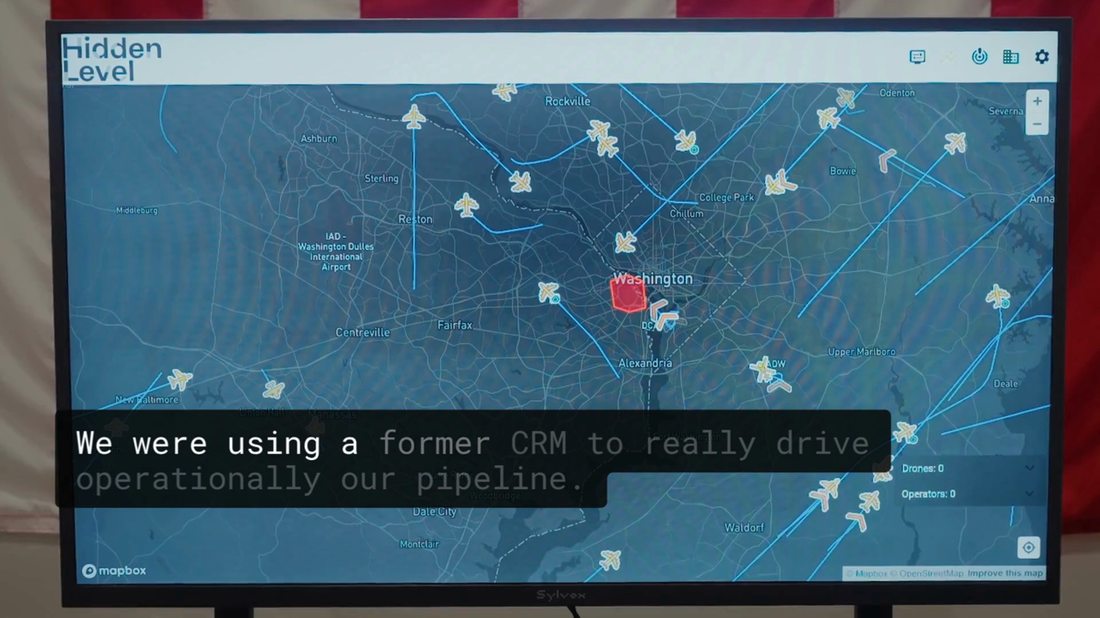 Hidden
Level
Rockville
Odenton
Severna
+
-
Ashburn
Sterling
Bowie
Middleburg
Reston
College Park
Chillum
Anna
IAD -
Washington Dulles
International
Airport
Washington
DCA
Centreville
Fairfax
Alexandria
ADW
Upper Marlboro
Deale
New Baltimore
We were using a former CRM to really drive
operationally our pipeline.
Drones: 0
Operators: 0
Woodbridge
Dale City
Waldorf
Montclair
mapbox
© Mapbox © OpenStreetMap Improve this map
Sylvox